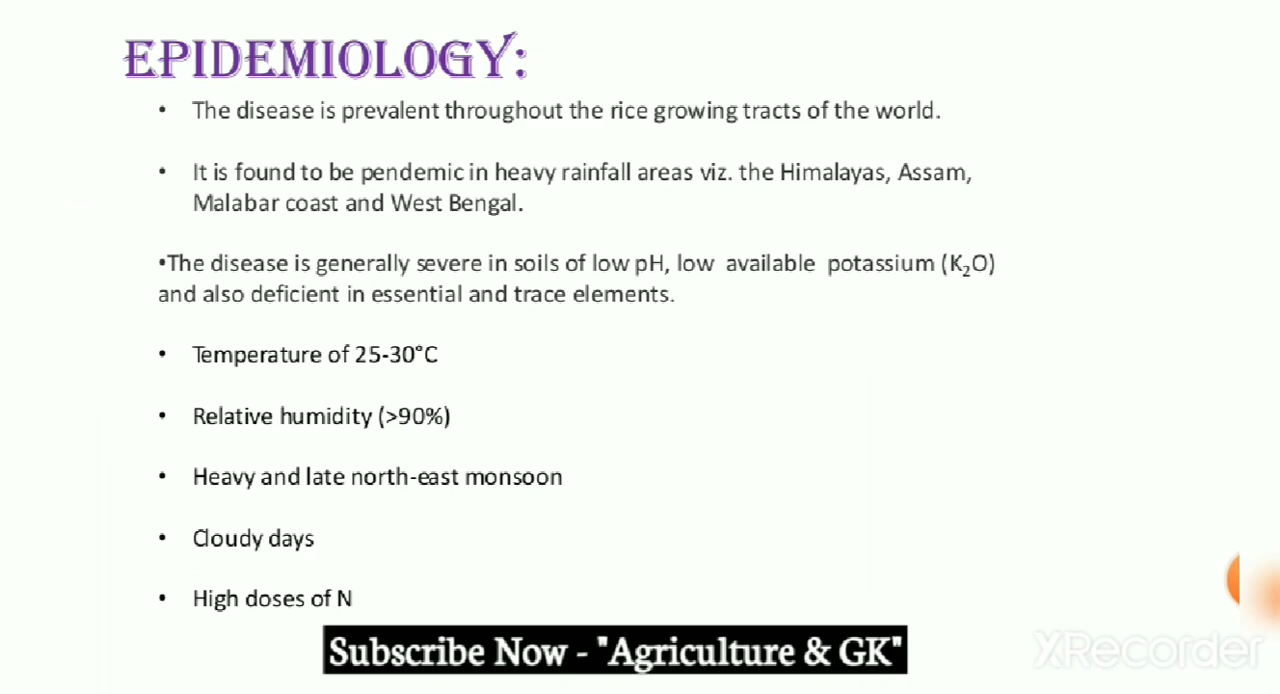 EPIDEMIOLOGY:
• The disease is prevalent throughout the rice growing tracts of the world.
• It is found to be pendemic in heavy rainfall areas viz. the Himalayas, Assam,
Malabar coast and West Bengal.
•The disease is generally severe in soils of low pH, low available potassium (K₂O)
and also deficient in essential and trace elements.
• Temperature of 25-30°C
• Relative humidity (>90%)
• Heavy and late north-east monsoon
• Cloudy days
• High doses of N
Subscribe Now - "Agriculture & GK"
XRecorder